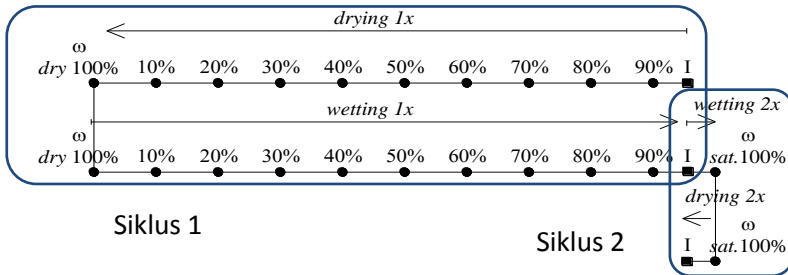 drying 1x
ω
dry 100% 10% 20% 30% 40% 50% 60% 70% 80% 90% I
wetting 1x wetting 2x
ω ω
dry 100% 10% 20% 30% 40% 50% 60% 70% 80% 90% I sat.100%
drying 2x
Siklus 1 Siklus 2 ω
I sat.100%